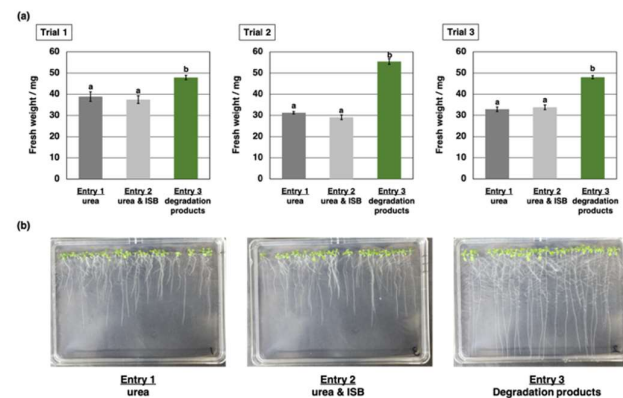 (a)
Trial 1
Trial 2
Trial 3
Fresh weight / mg
60
50
40
30
20
10
0
a
a
b
Entry 1
urea
Entry 2
urea & ISB
Entry 3
degradation
products
Fresh weight / mg
60
50
40
30
20
10
0
a
a
b
Entry 1
urea
Entry 2
urea & ISB
Entry 3
degradation
products
Fresh weight / mg
60
50
40
30
20
10
0
a
a
b
Entry 1
urea
Entry 2
urea & ISB
Entry 3
degradation
products
(b)
Entry 1
urea
Entry 2
urea & ISB
Entry 3
Degradation products